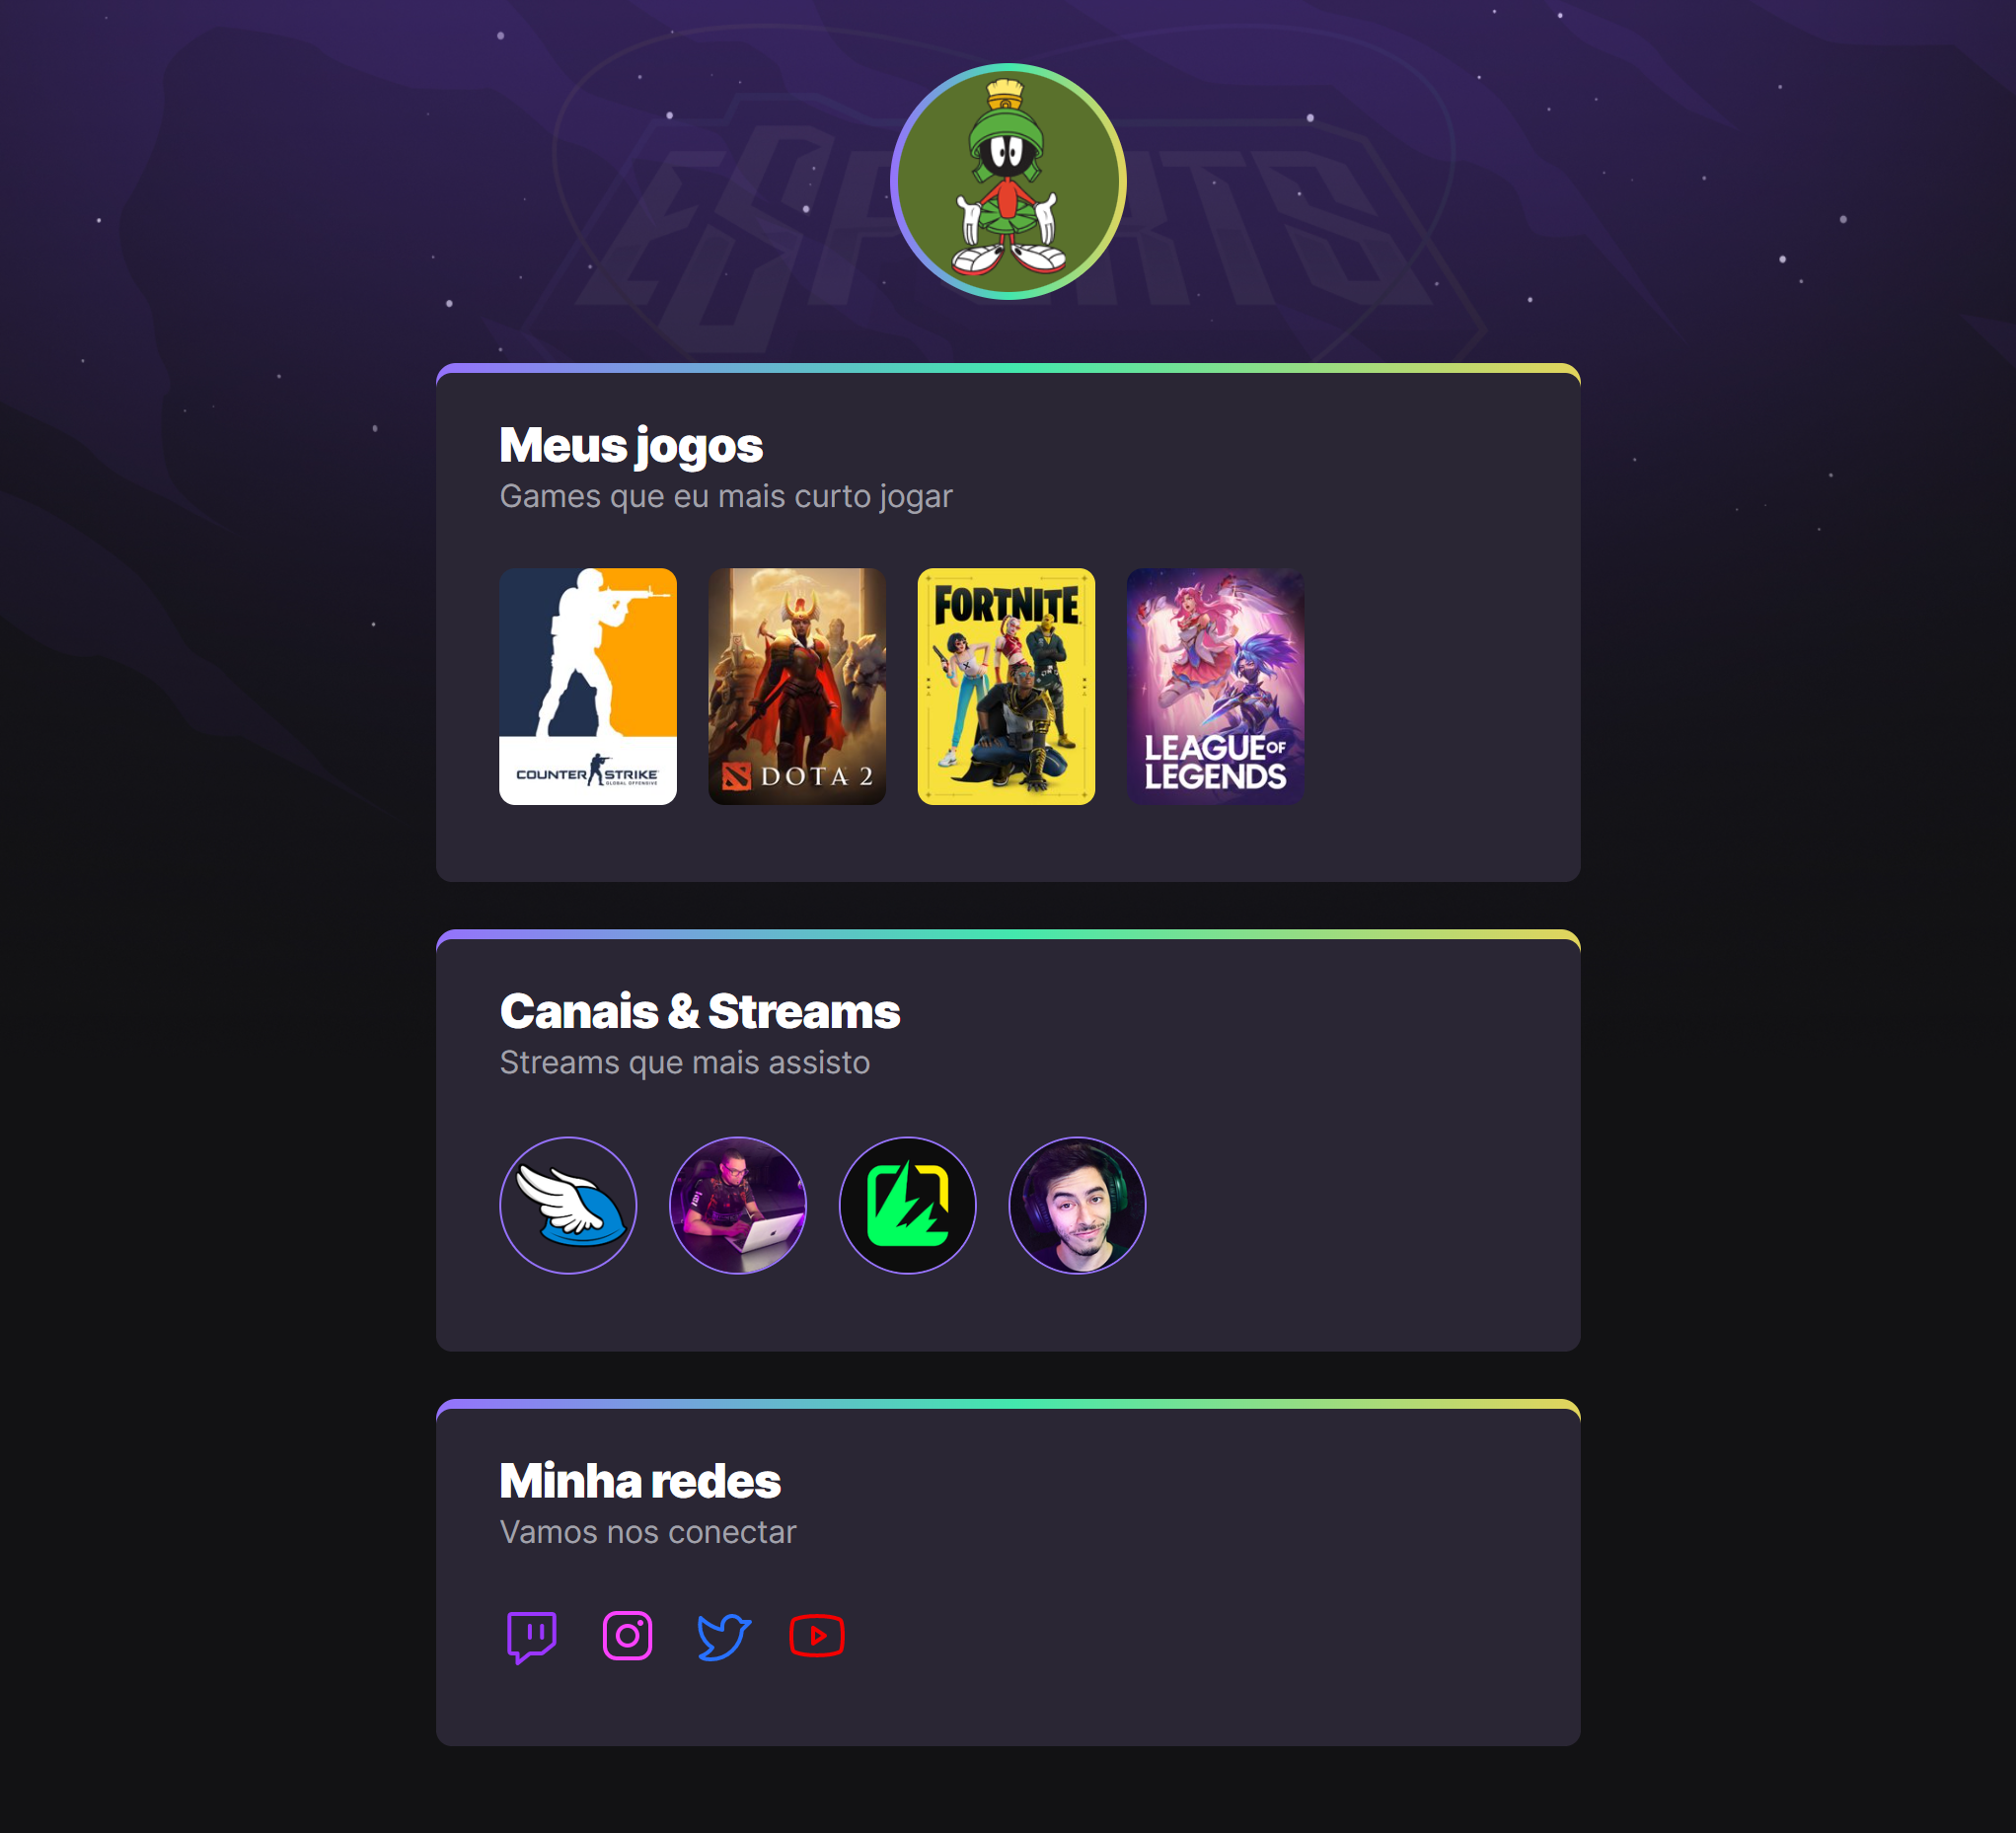 ESPORTS
Meus jogos
Games que eu mais curto jogar
COUNTER STRIKE
GLOBAL OFFENSIVE
DOTA 2
FORTNITE
LEAGUE OF
LEGENDS
Canais & Streams
Streams que mais assisto
Minha redes
Vamos nos conectar